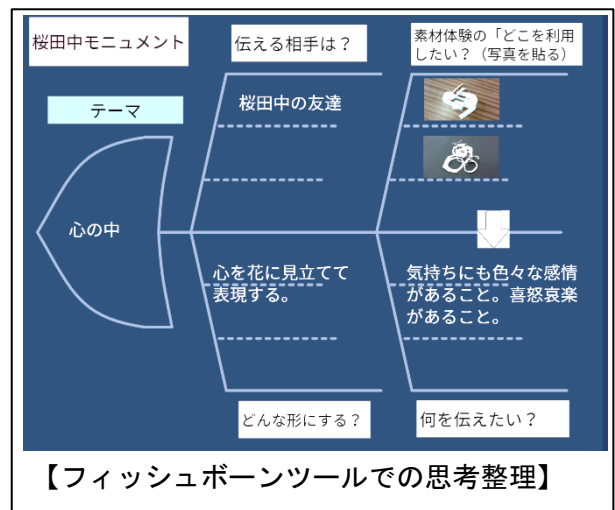 桜田中モニュメント
伝える相手は？
素材体験の「どこを利用
したい？（写真を貼る）
テーマ
桜田中の友達
心の中
心を花に見立てて
表現する。
気持ちにも色々な感情
があること。喜怒哀楽
があること。
どんな形にする？
何を伝えたい？
【フィッシュボーンツールでの思考整理】